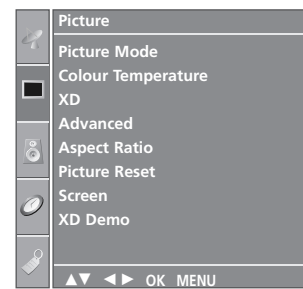 Picture
Picture Mode
Colour Temperature
XD
Advanced
Aspect Ratio
Picture Reset
Screen
XD Demo
▲▼ ◄► OK MENU